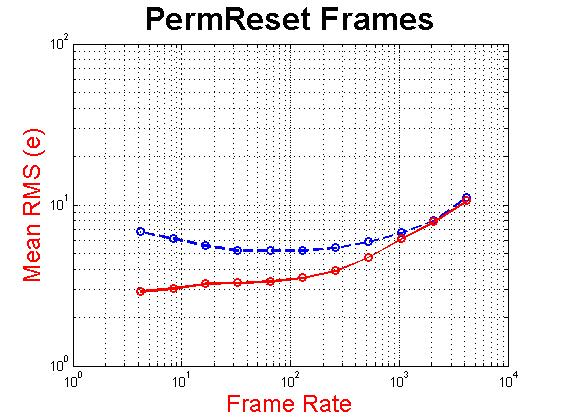 PermReset Frames
10^2
10^1
10^0
Mean RMS (e)
10^0 10^1 10^2 10^3 10^4
Frame Rate